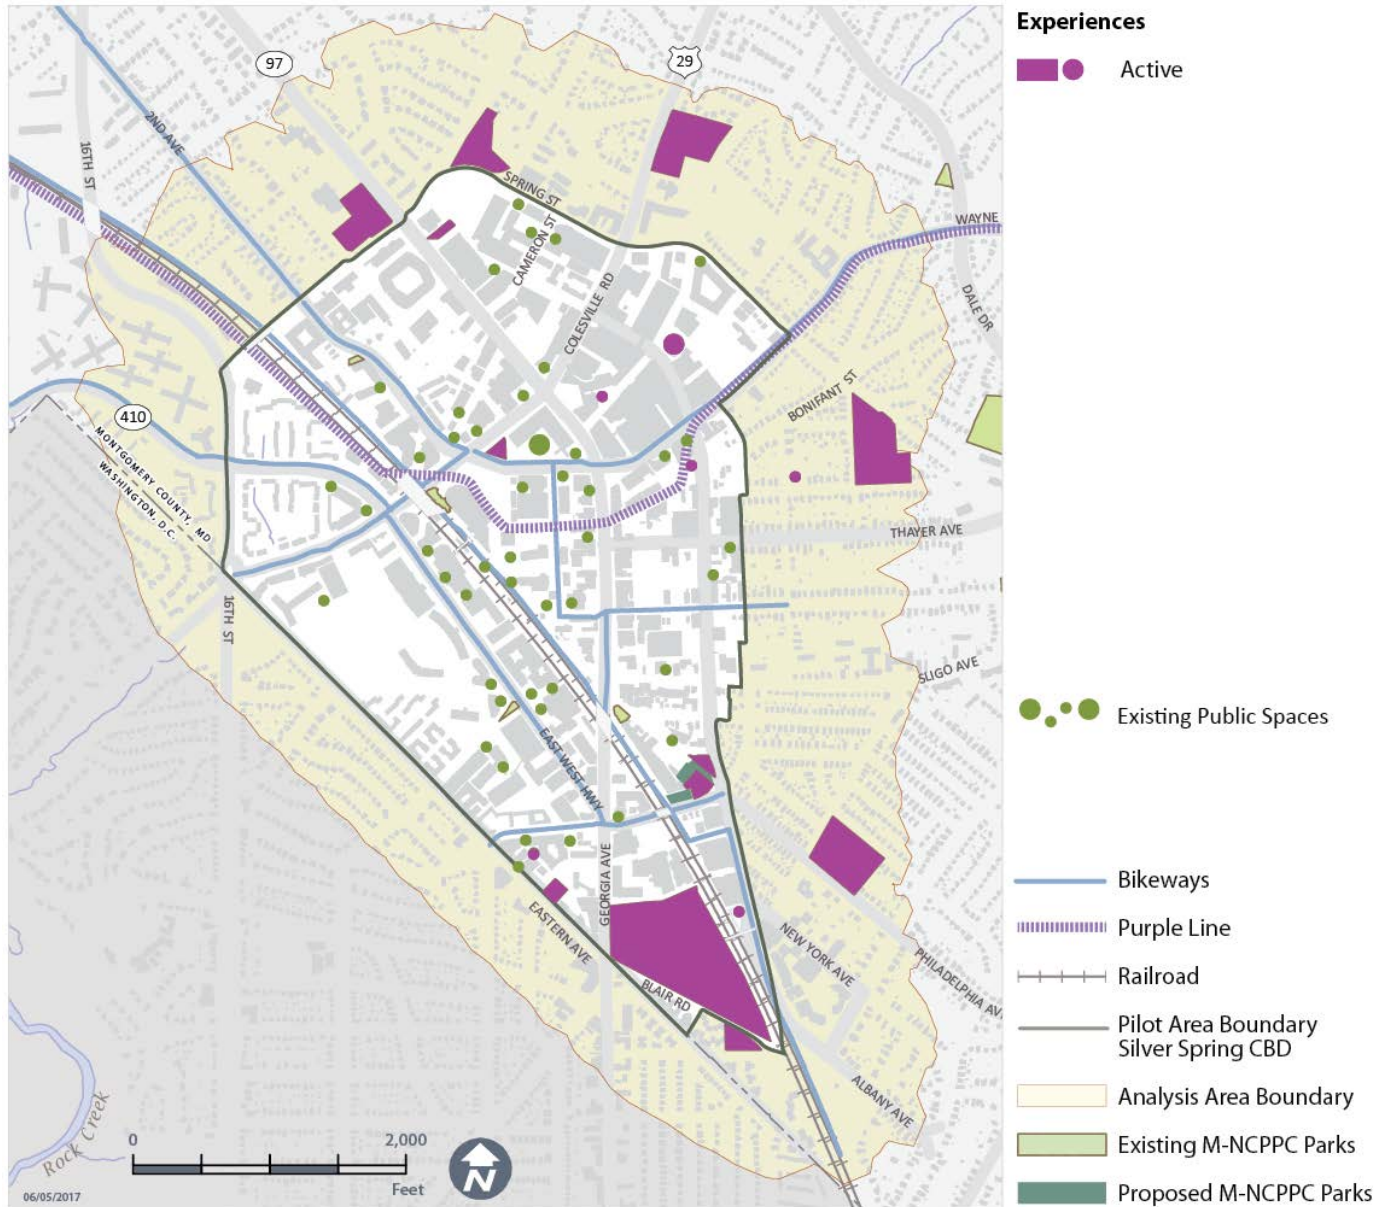 97
29
2ND AVE
16TH ST
SPRING ST
CAMERON ST
COLESVILLE RD
WAYNE
DALE DR
BONIFANT ST
410
MONTGOMERY COUNTY, MD
WASHINGTON, D.C.
THAYER AVE
16TH ST
SLIGO AVE
EAST WEST HWY
GEORGIA AVE
EASTERN AVE
NEW YORK AVE
PHILADELPHIA AV
BLAIR RD
ALBANY AVE
Rock Creek
0 2,000
Feet
N
06/05/2017
Experiences
Active
Existing Public Spaces
Bikeways
Purple Line
Railroad
Pilot Area Boundary
Silver Spring CBD
Analysis Area Boundary
Existing M-NCPPC Parks
Proposed M-NCPPC Parks